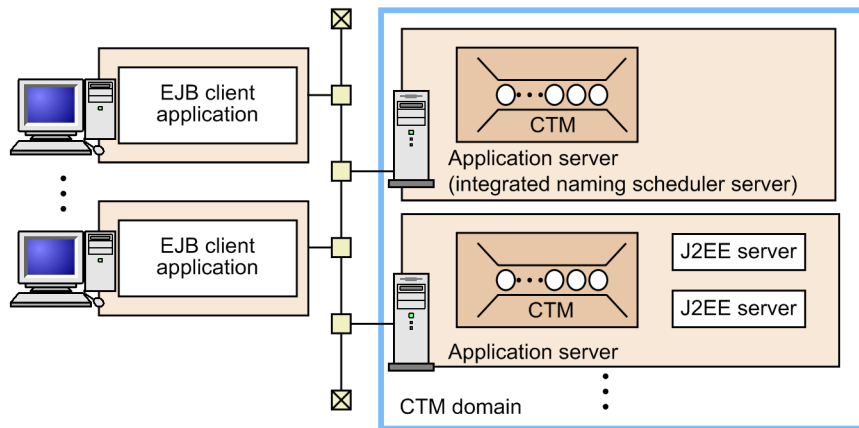 EJB client
application
CTM
Application server
(integrated naming scheduler server)
EJB client
application
J2EE server
CTM
J2EE server
Application server
CTM domain